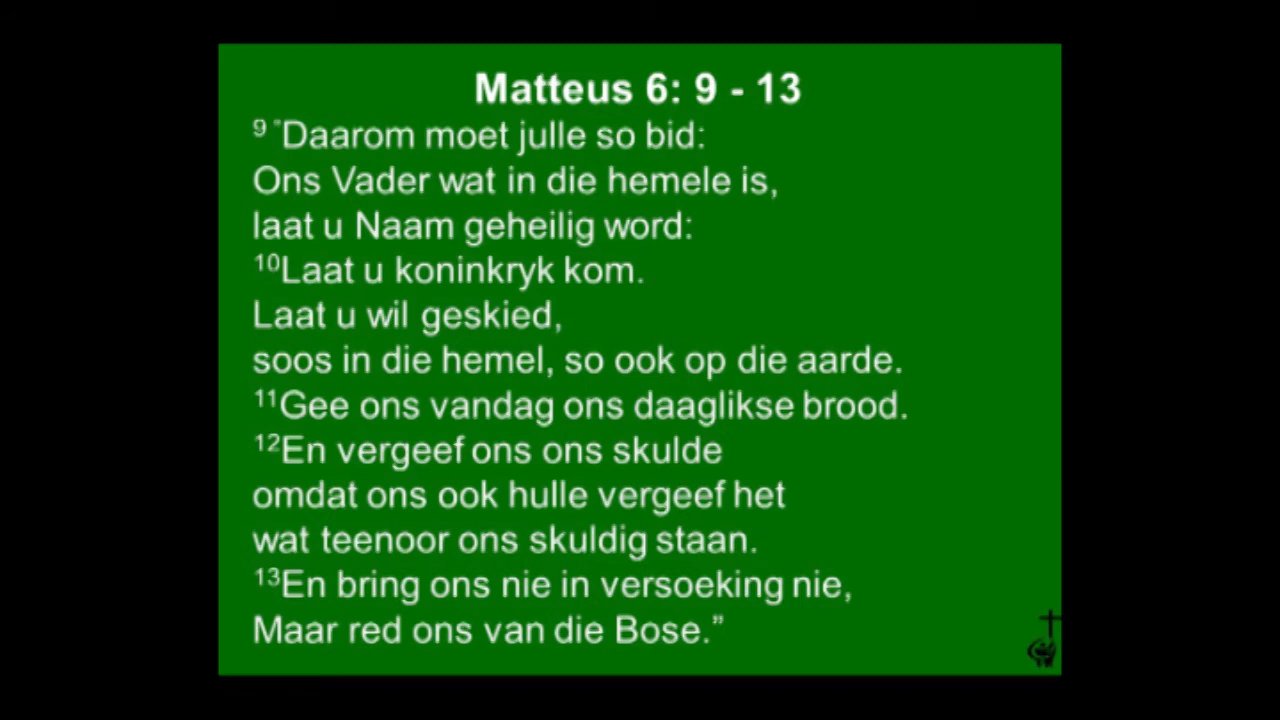 Matteus 6: 9 - 13
9 "Daarom moet julle so bid:
Ons Vader wat in die hemele is,
laat u Naam geheilig word:
10Laat u koninkryk kom.
Laat u wil geskied,
soos in die hemel, so ook op die aarde.
11Gee ons vandag ons daaglikse brood.
12En vergeef ons ons skulde
omdat ons ook hulle vergeef het
wat teenoor ons skuldig staan.
13En bring ons nie in versoeking nie,
Maar red ons van die Bose.”